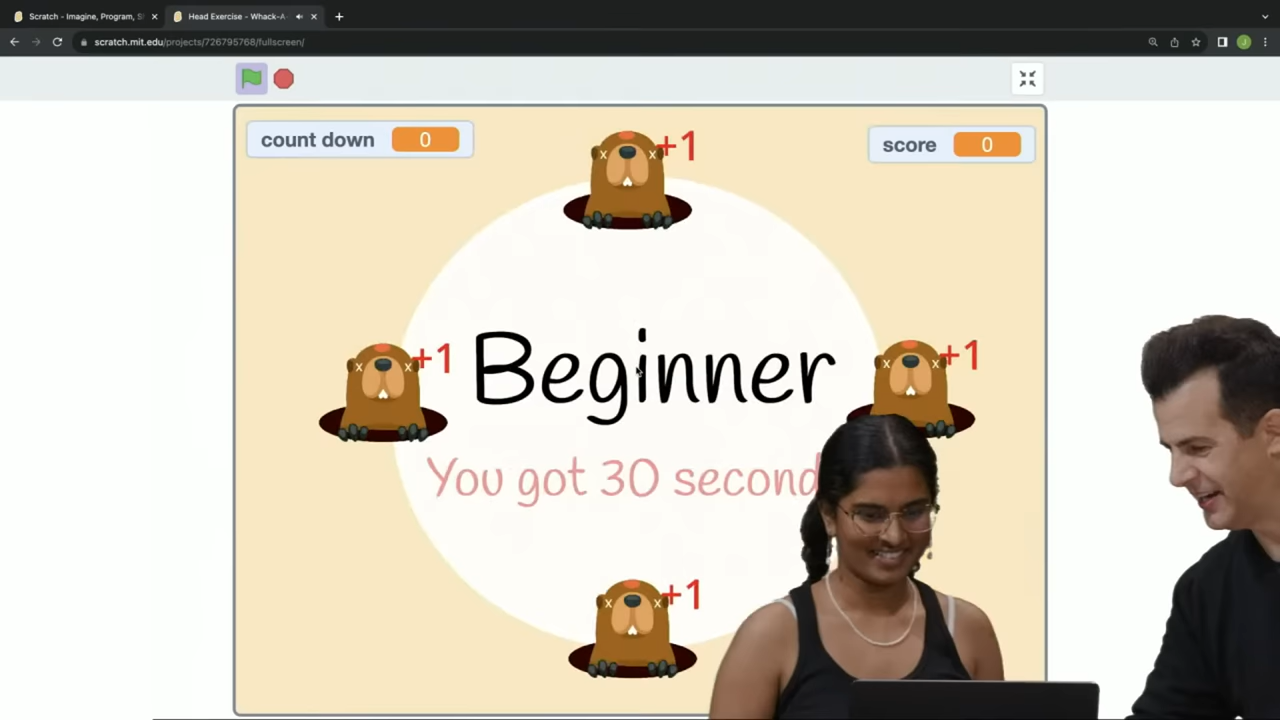 Scratch - Imagine, Program, S
Head Exercise - Whack-A-
scratch.mit.edu/projects/726795768/fullscreen/
J
count down 0
score 0
+1
+1
Beginner
+1
You got 30 second
+1